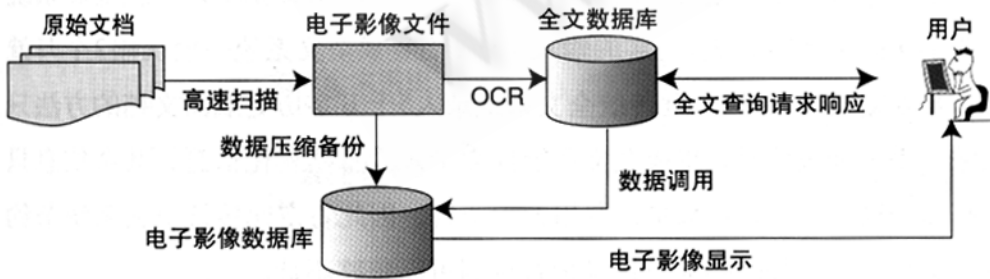 原始文档
电子影像文件
全文数据库
用户
高速扫描
OCR
全文查询请求响应
数据压缩备份
数据调用
电子影像数据库
电子影像显示